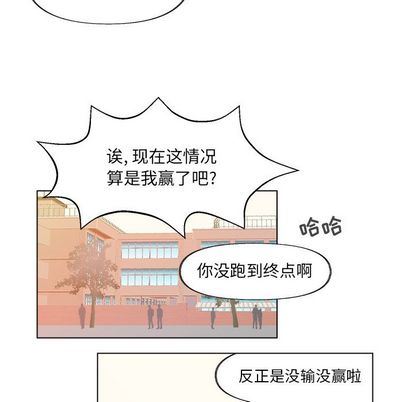 诶, 现在这情况
算是我赢了吧?
哈哈
你没跑到终点啊
反正是没输没赢啦